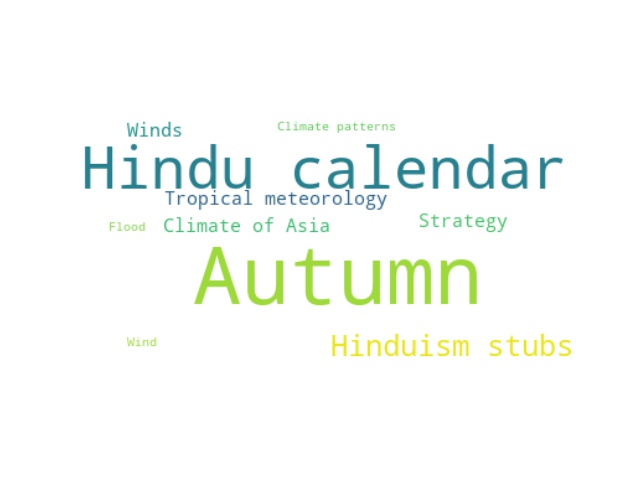 Winds
Climate patterns
Hindu calendar
Tropical meteorology
Flood
Climate of Asia
Strategy
Autumn
Wind
Hinduism stubs